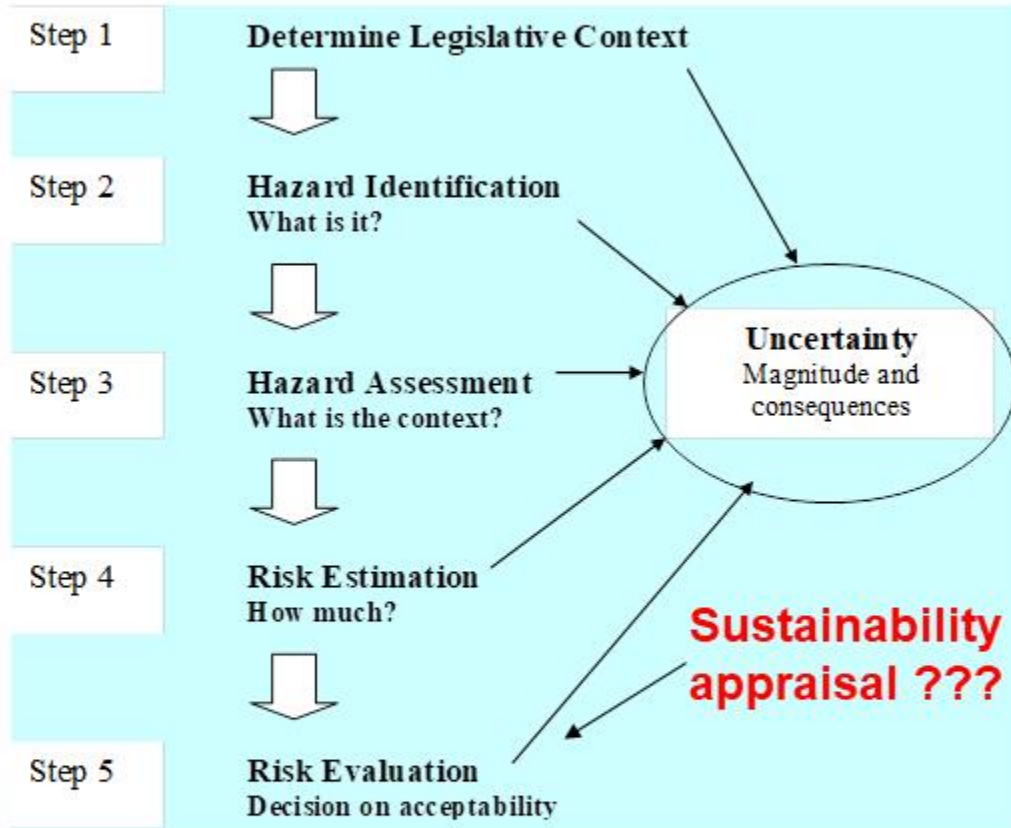 Step 1
Determine Legislative Context
Step 2
Hazard Identification
What is it?
Step 3
Hazard Assessment
What is the context?
Uncertainty
Magnitude and
consequences
Step 4
Risk Estimation
How much?
Sustainability
appraisal ???
Step 5
Risk Evaluation
Decision on acceptability